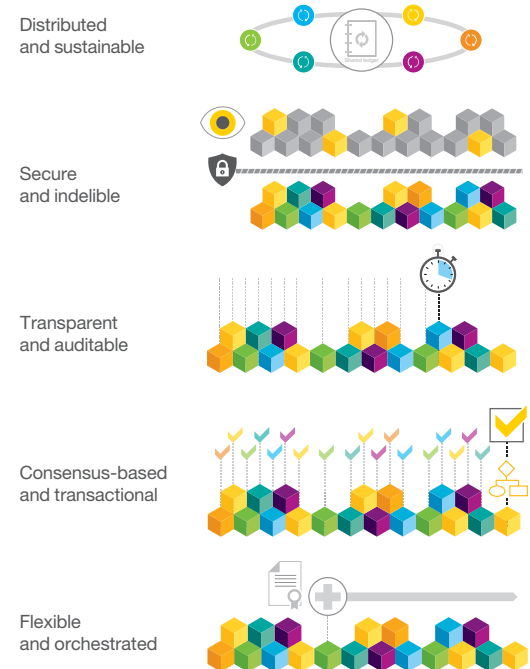 Distributed
and sustainable
Shared ledger
Secure
and indelible
Transparent
and auditable
Consensus-based
and transactional
Flexible
and orchestrated